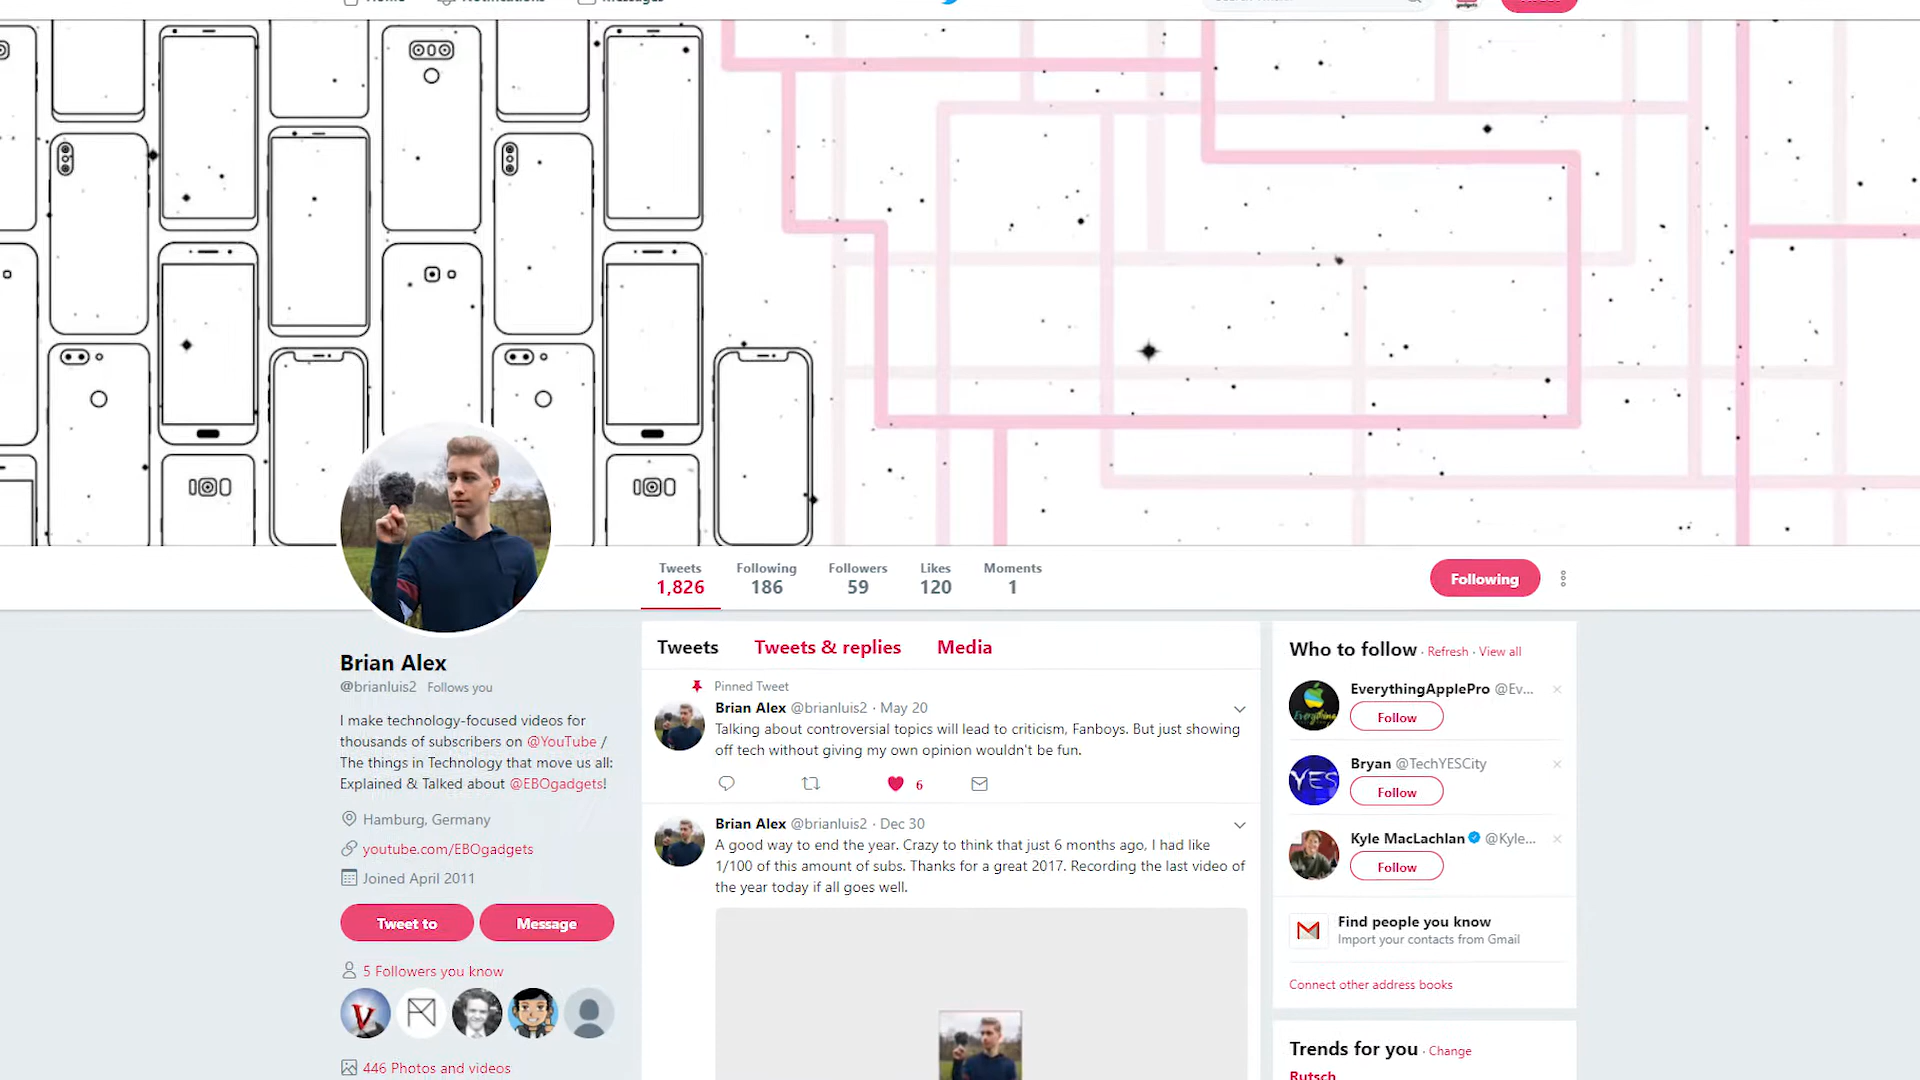 Home Notifications Messages
Tweets Following Followers Likes Moments
1,826 186 59 120 1
Following
Brian Alex
@brianluis2 Follows you
I make technology-focused videos for
thousands of subscribers on @YouTube /
The things in Technology that move us all:
Explained & Talked about @EBOgadgets!
Hamburg, Germany
youtube.com/EBOgadgets
Joined April 2011
Tweet to Message
5 Followers you know
446 Photos and videos
Tweets Tweets & replies Media
Pinned Tweet
Brian Alex @brianluis2 · May 20
Talking about controversial topics will lead to criticism, Fanboys. But just showing
off tech without giving my own opinion wouldn't be fun.
6
Brian Alex @brianluis2 · Dec 30
A good way to end the year. Crazy to think that just 6 months ago, I had like
1/100 of this amount of subs. Thanks for a great 2017. Recording the last video of
the year today if all goes well.
Who to follow · Refresh · View all
EverythingApplePro @Ev...
Follow
YES
Bryan @TechYESCity
Follow
Kyle MacLachlan @Kyle...
Follow
Find people you know
Import your contacts from Gmail
Connect other address books
Trends for you · Change
Rutsch